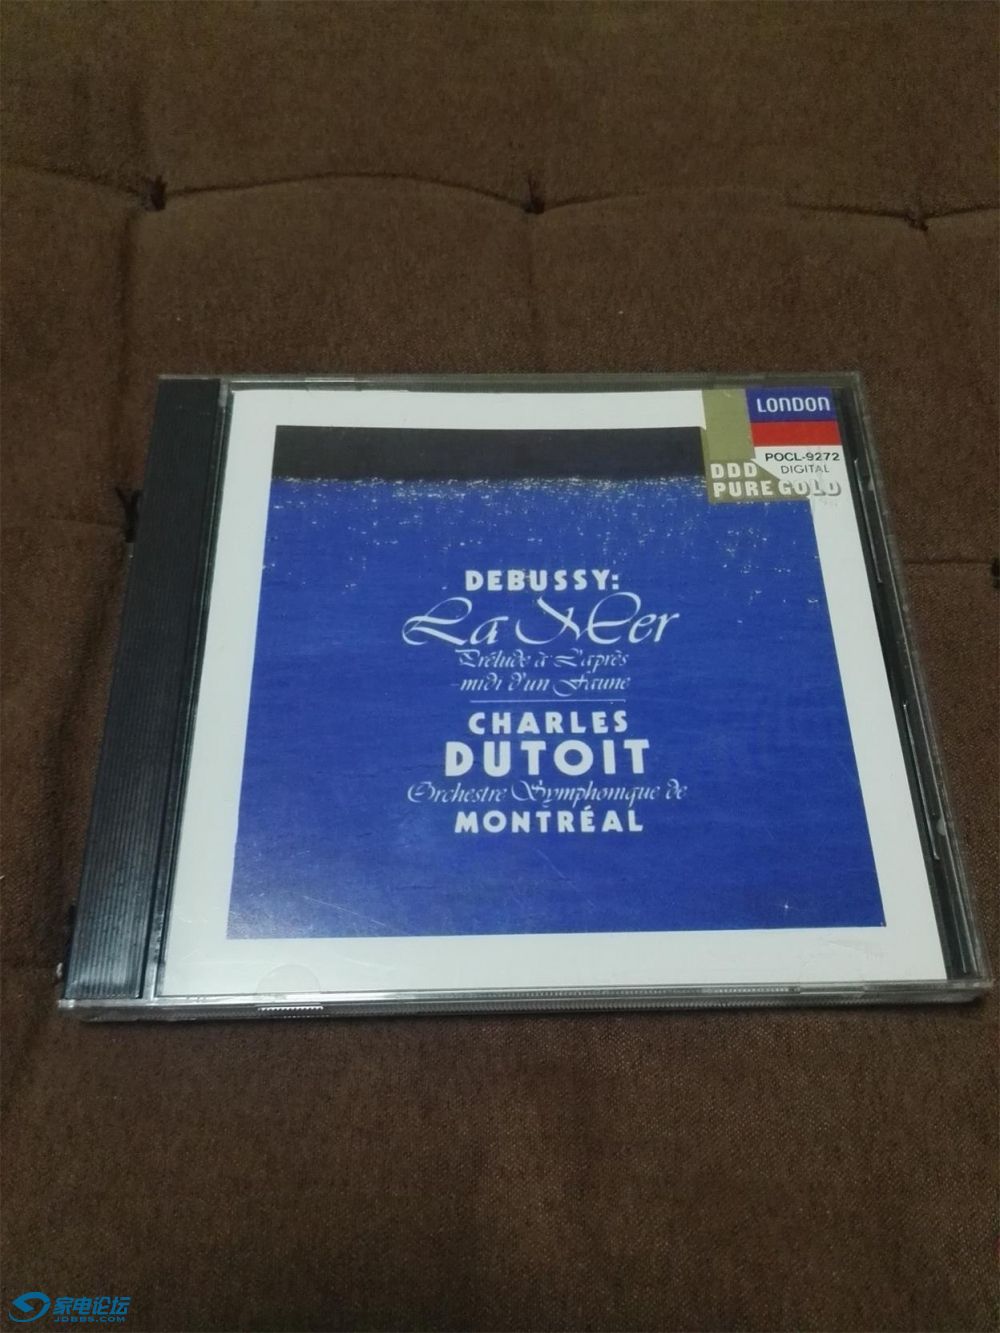 LONDON
POCL-9272
DIGITAL
DDD
PURE GOLD
DEBUSSY:
La Mer
Prélude à L'après
-midi d'un Faune
CHARLES
DUTOIT
Orchestre Symphonique de
MONTRÉAL
家电论坛
JDBBS.COM